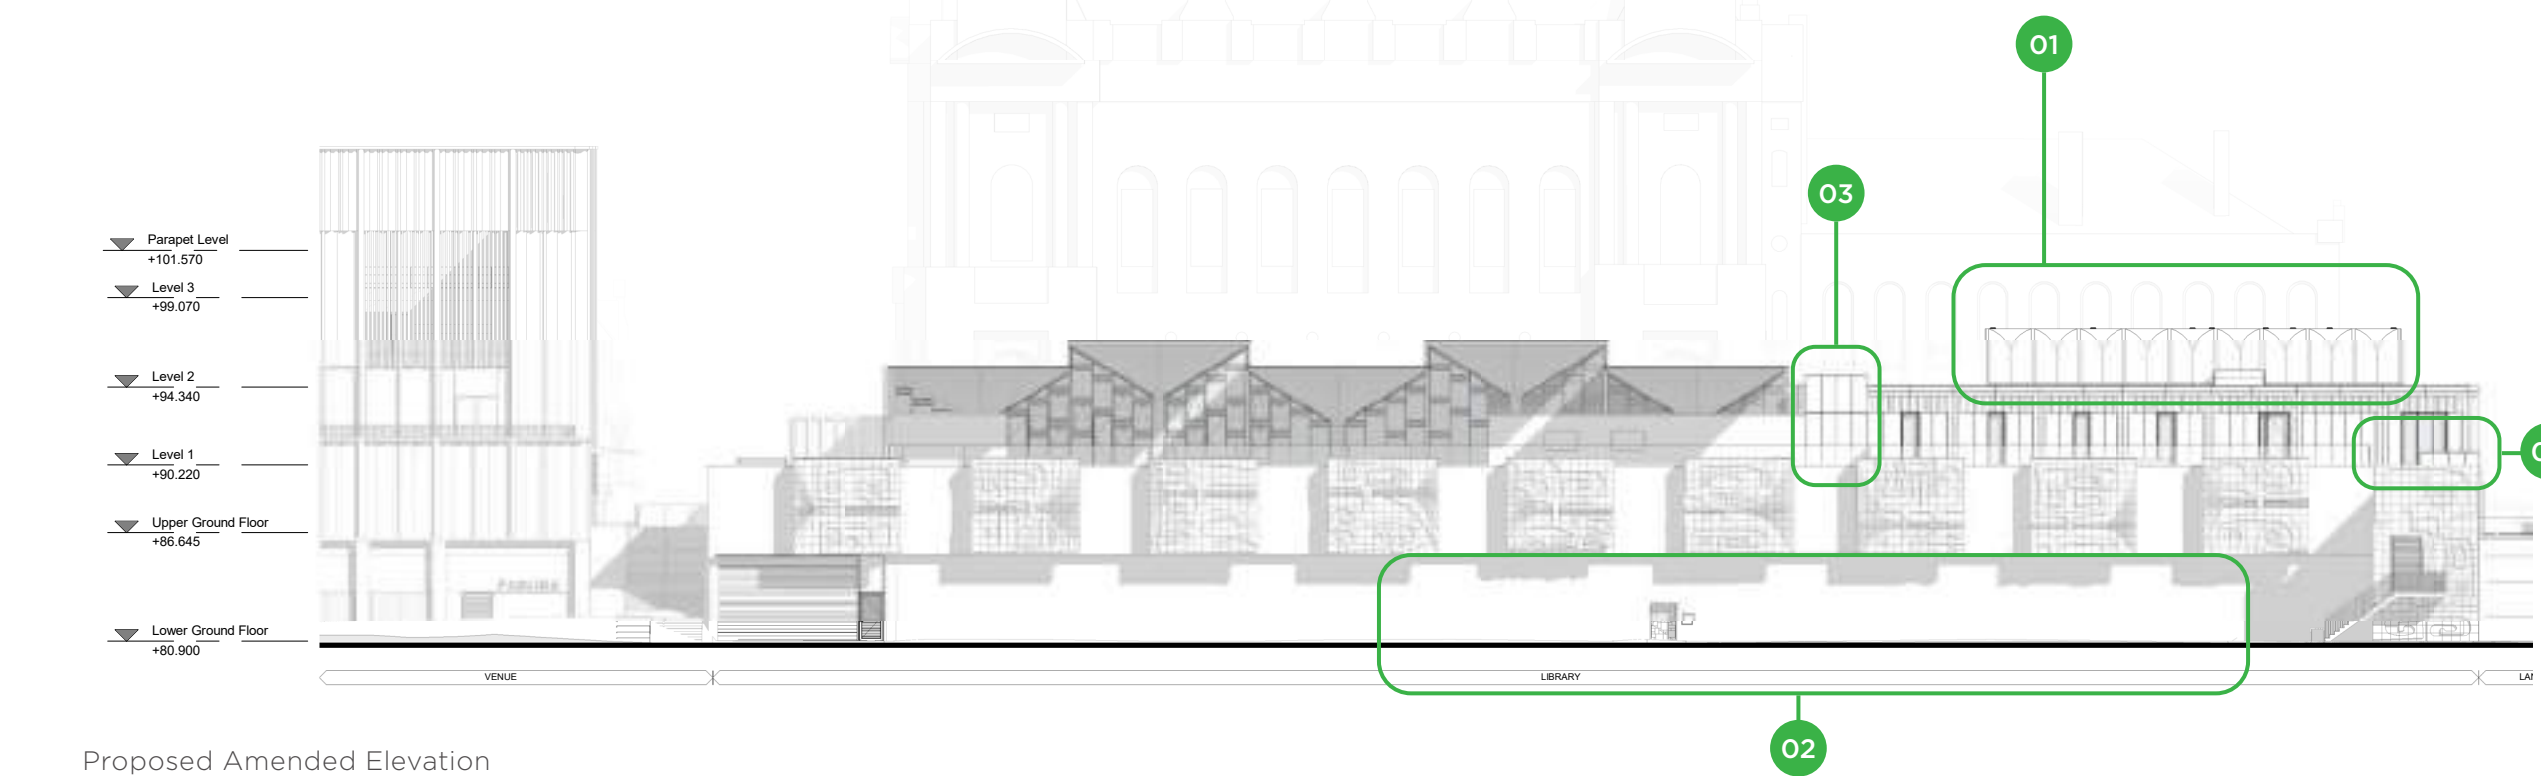 01
03
Parapet Level
+101.570
Level 3
+99.070
Level 2
+94.340
Level 1
+90.220
Upper Ground Floor
+86.645
Lower Ground Floor
+80.900
VENUE
LIBRARY
02
Proposed Amended Elevation